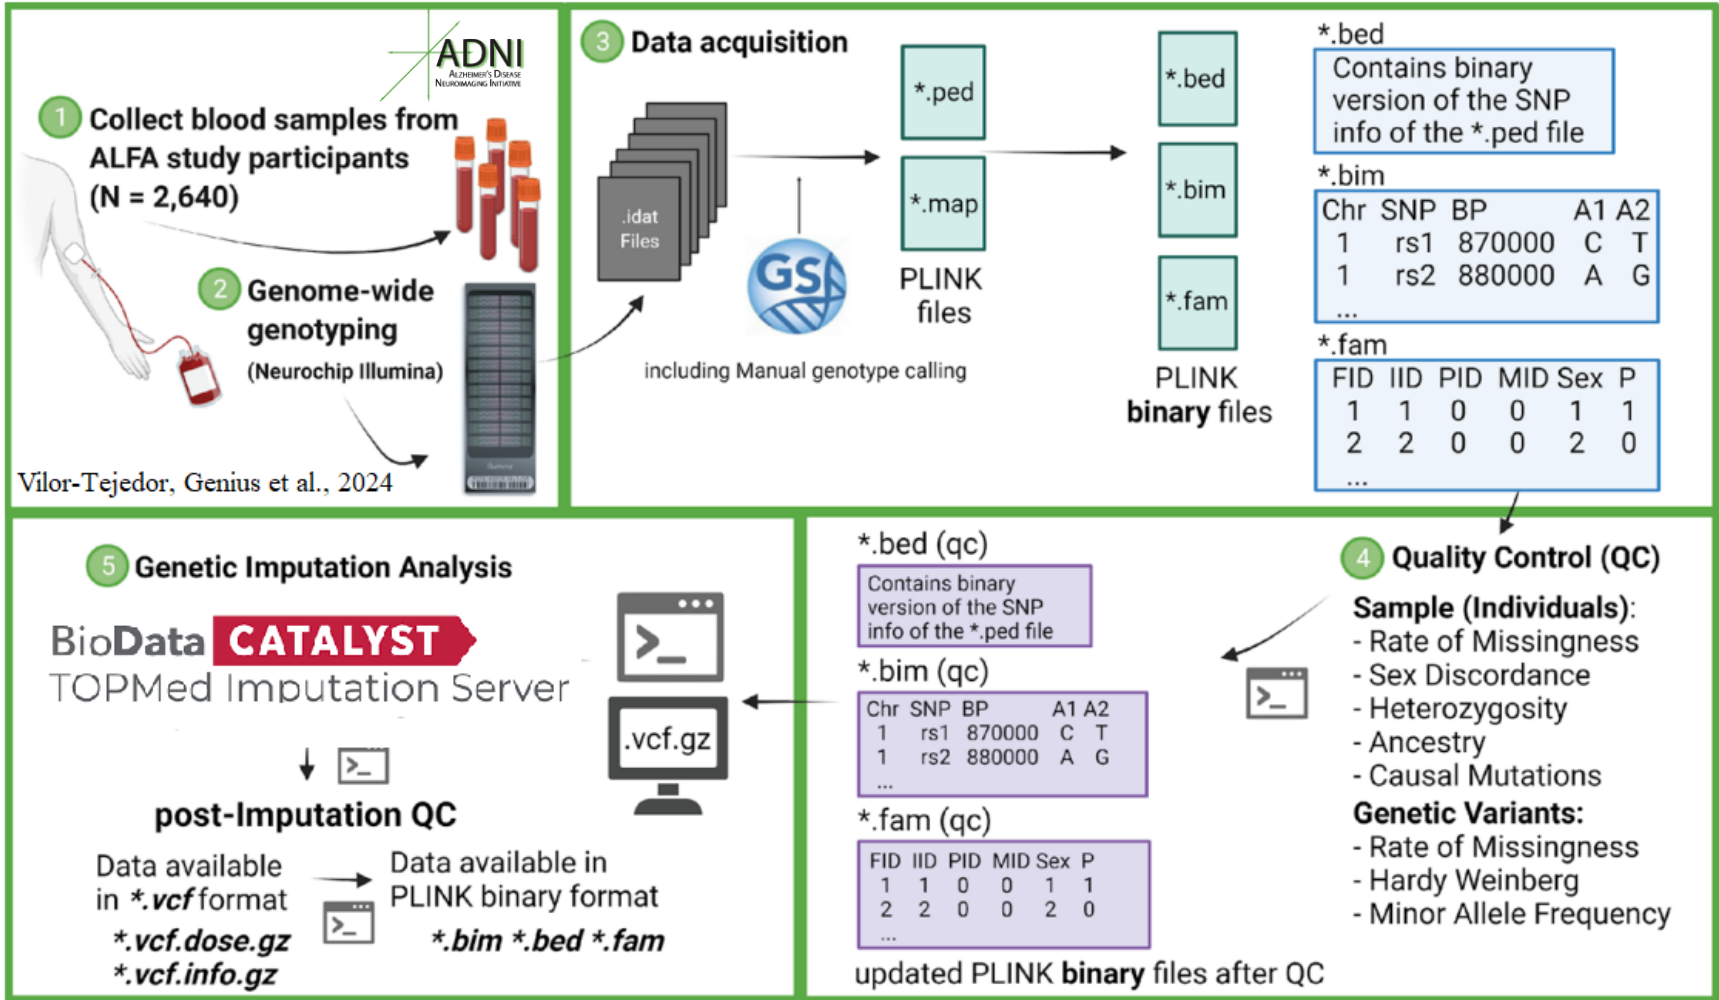 ADNI
ALZHEIMER'S DISEASE
NEUROIMAGING INITIATIVE
1
Collect blood samples from
ALFA study participants
(N = 2,640)
2
Genome-wide
genotyping
(Neurochip Illumina)
Vilor-Tejedor, Genius et al., 2024
3
Data acquisition
.idat
Files
GS
including Manual genotype calling
*.ped
*.map
PLINK
files
*.bed
*.bim
*.fam
PLINK
binary files
*.bed
Contains binary
version of the SNP
info of the *.ped file
*.bim
Chr SNP BP A1 A2
1 rs1 870000 C T
1 rs2 880000 A G
...
*.fam
FID IID PID MID Sex P
1 1 0 0 1 1
2 2 0 0 2 0
...
4
Quality Control (QC)
Sample (Individuals):
- Rate of Missingness
- Sex Discordance
- Heterozygosity
- Ancestry
- Causal Mutations
Genetic Variants:
- Rate of Missingness
- Hardy Weinberg
- Minor Allele Frequency
>_
*.bed (qc)
Contains binary
version of the SNP
info of the *.ped file
*.bim (qc)
Chr SNP BP A1 A2
1 rs1 870000 C T
1 rs2 880000 A G
...
*.fam (qc)
FID IID PID MID Sex P
1 1 0 0 1 1
2 2 0 0 2 0
...
updated PLINK binary files after QC
5
Genetic Imputation Analysis
BioData CATALYST
TOPMed Imputation Server
>_
.vcf.gz
>_
post-Imputation QC
Data available
in *.vcf format
*.vcf.dose.gz
*.vcf.info.gz
>_
Data available in
PLINK binary format
*.bim *.bed *.fam